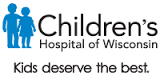 Children's
Hospital of Wisconsin
Kids deserve the best.